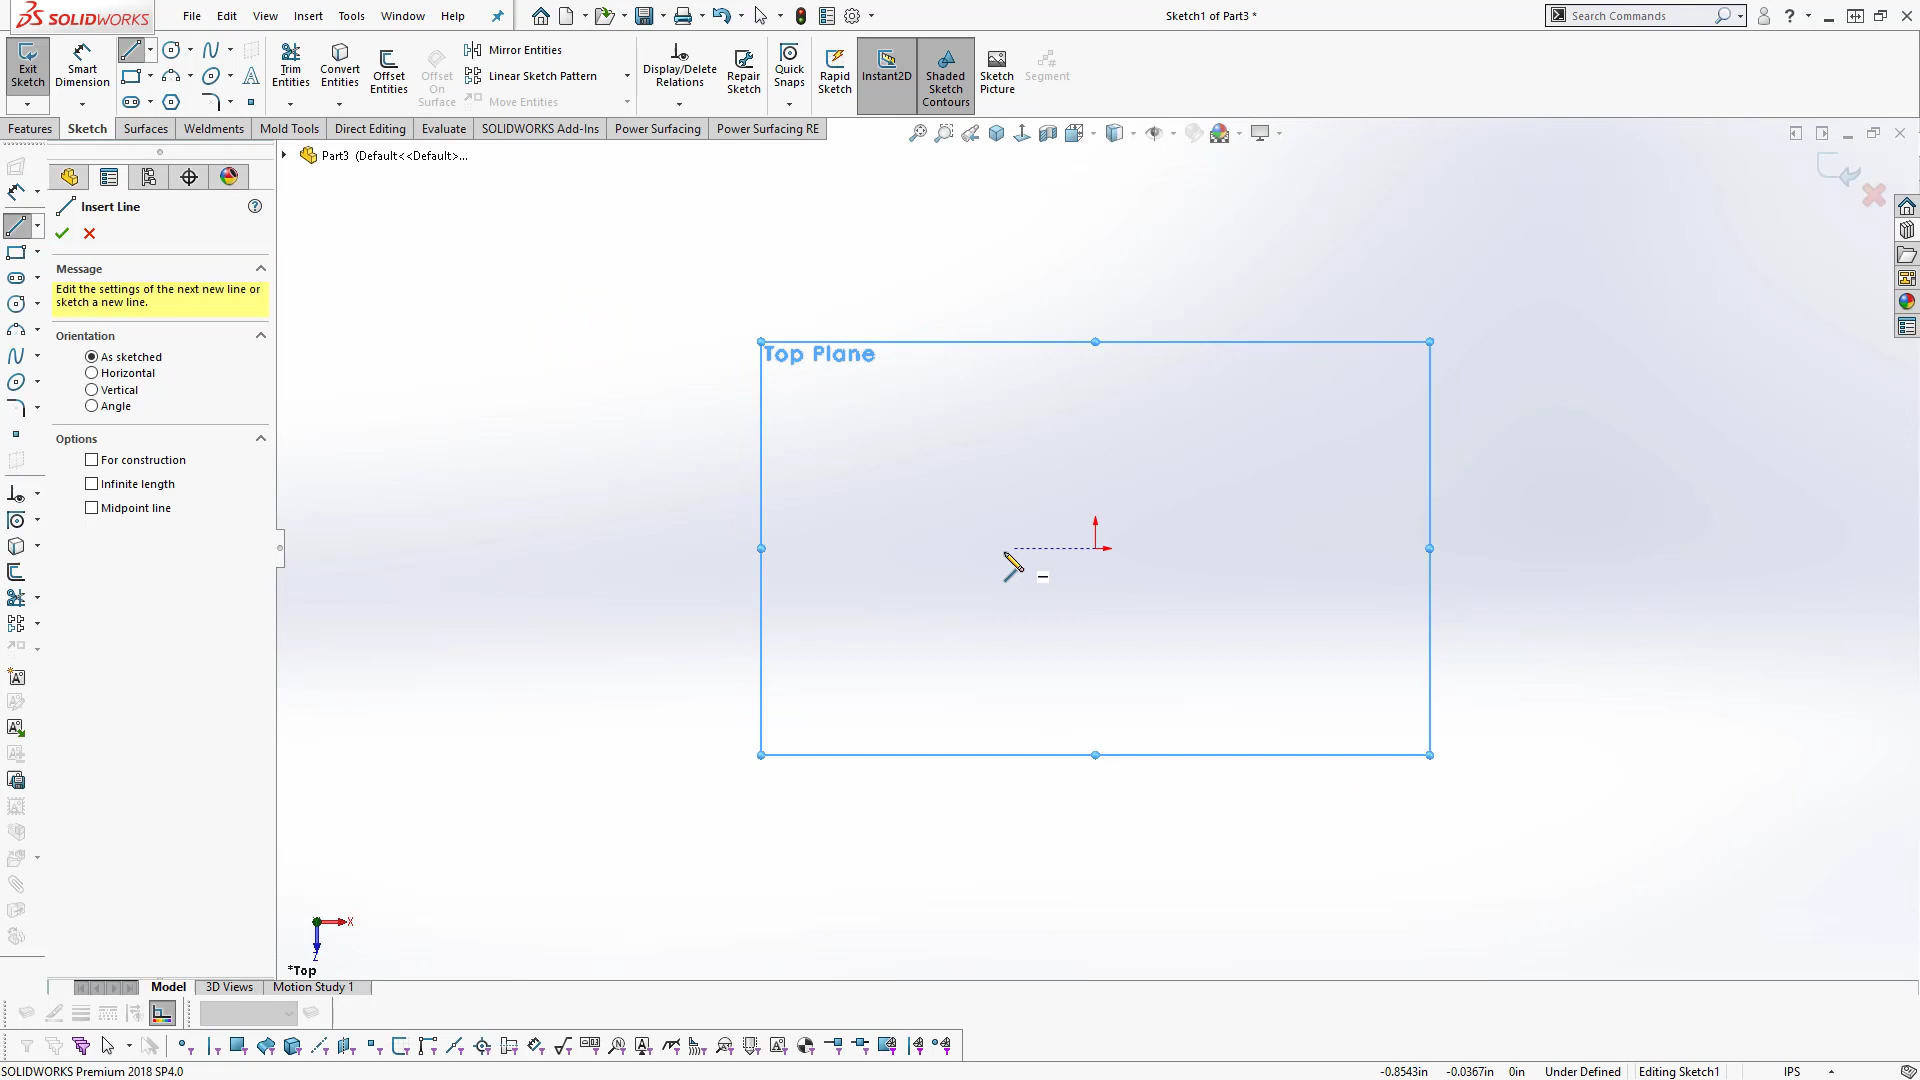 SOLIDWORKS
File Edit View Insert Tools Window Help
Sketch1 of Part3 *
Search Commands
Exit Sketch
Smart Dimension
Trim Entities
Convert Entities
Offset Entities
Offset On Surface
Mirror Entities
Linear Sketch Pattern
Move Entities
Display/Delete Relations
Repair Sketch
Quick Snaps
Rapid Sketch
Instant2D
Shaded Sketch Contours
Sketch Picture
Segment
Features Sketch Surfaces Weldments Mold Tools Direct Editing Evaluate SOLIDWORKS Add-Ins Power Surfacing Power Surfacing RE
Part3 (Default<<Default>...
Insert Line
Message
Edit the settings of the next new line or
sketch a new line.
Orientation
As sketched
Horizontal
Vertical
Angle
Options
For construction
Infinite length
Midpoint line
Top Plane
X
Z
*Top
Model 3D Views Motion Study 1
SOLIDWORKS Premium 2018 SP4.0
-0.8543in -0.0367in 0in Under Defined Editing Sketch1 IPS